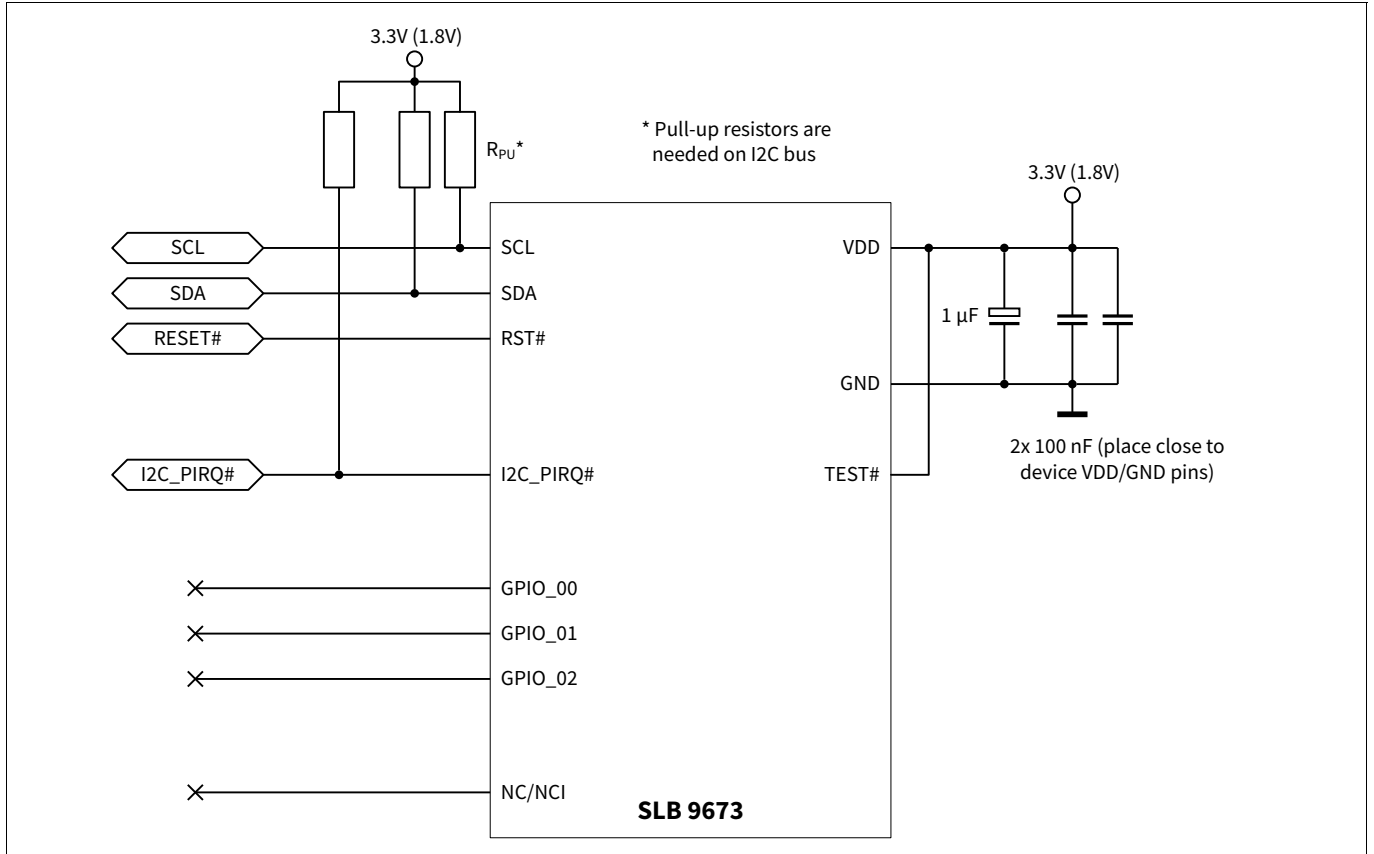 3.3V (1.8V)
* Pull-up resistors are
needed on I2C bus
RPU*
3.3V (1.8V)
SCL
SCL
VDD
SDA
SDA
1 µF
RESET#
RST#
GND
2x 100 nF (place close to
device VDD/GND pins)
I2C_PIRQ#
I2C_PIRQ#
TEST#
GPIO_00
GPIO_01
GPIO_02
NC/NCI
SLB 9673